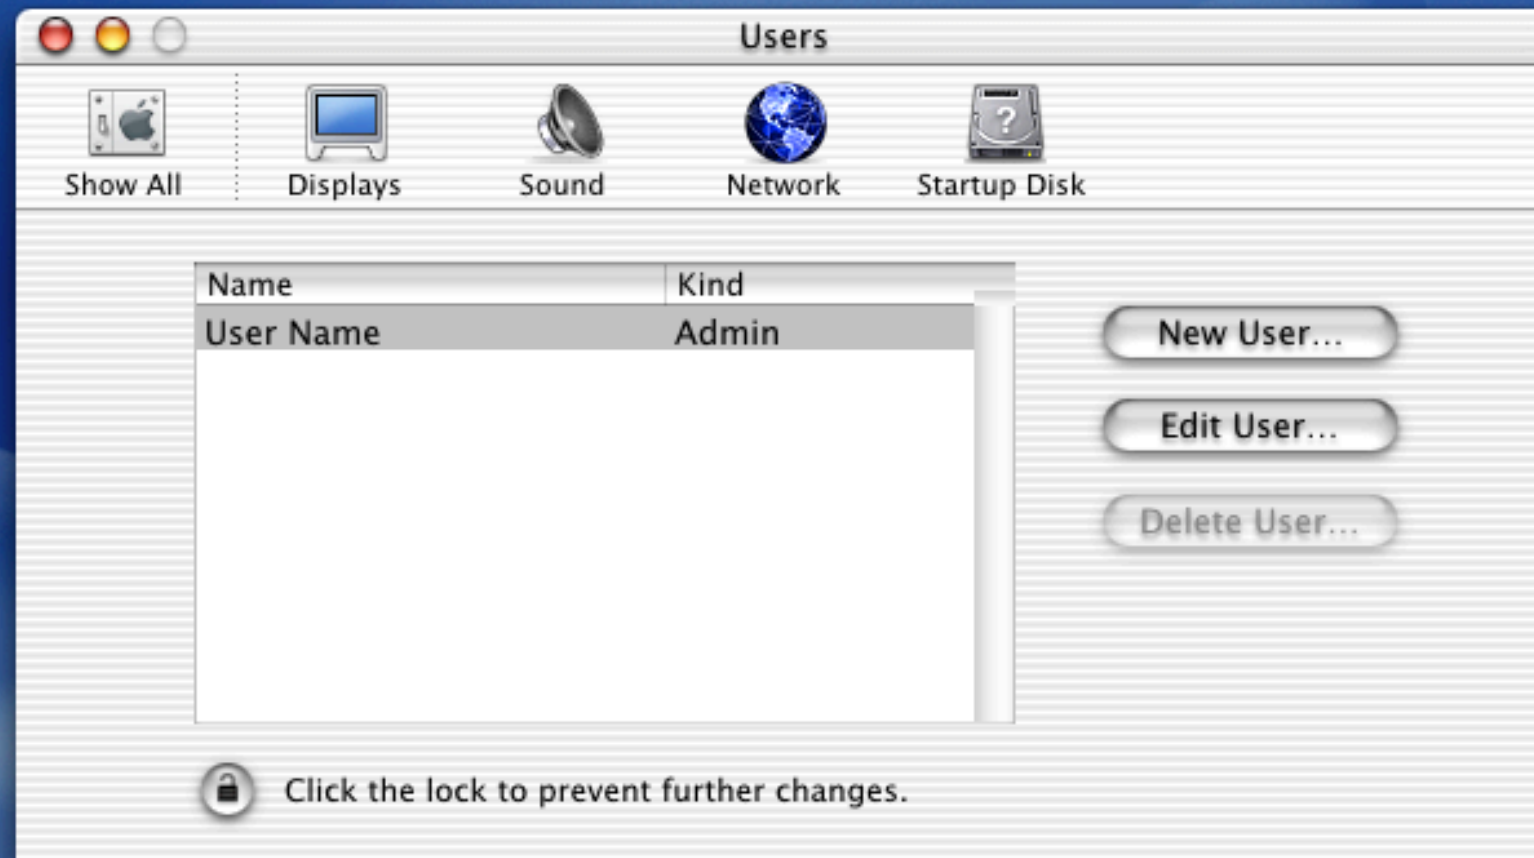 Users
Show All Displays Sound Network Startup Disk
Name Kind
User Name Admin
New User...
Edit User...
Delete User...
Click the lock to prevent further changes.